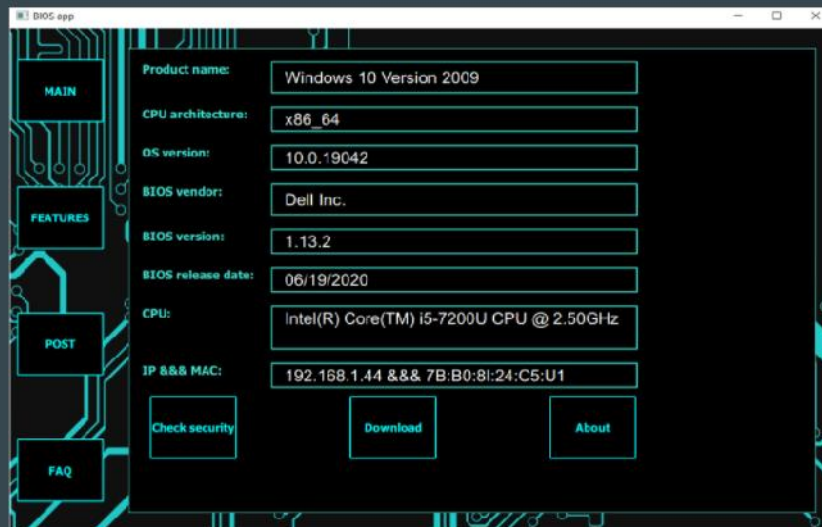 BIOS app
MAIN
FEATURES
POST
FAQ
Product name:
Windows 10 Version 2009
CPU architecture:
x86_64
OS version:
10.0.19042
BIOS vendor:
Dell Inc.
BIOS version:
1.13.2
BIOS release date:
06/19/2020
CPU:
Intel(R) Core(TM) i5-7200U CPU @ 2.50GHz
IP &&& MAC:
192.168.1.44 &&& 7B:B0:8I:24:C5:U1
Check security
Download
About